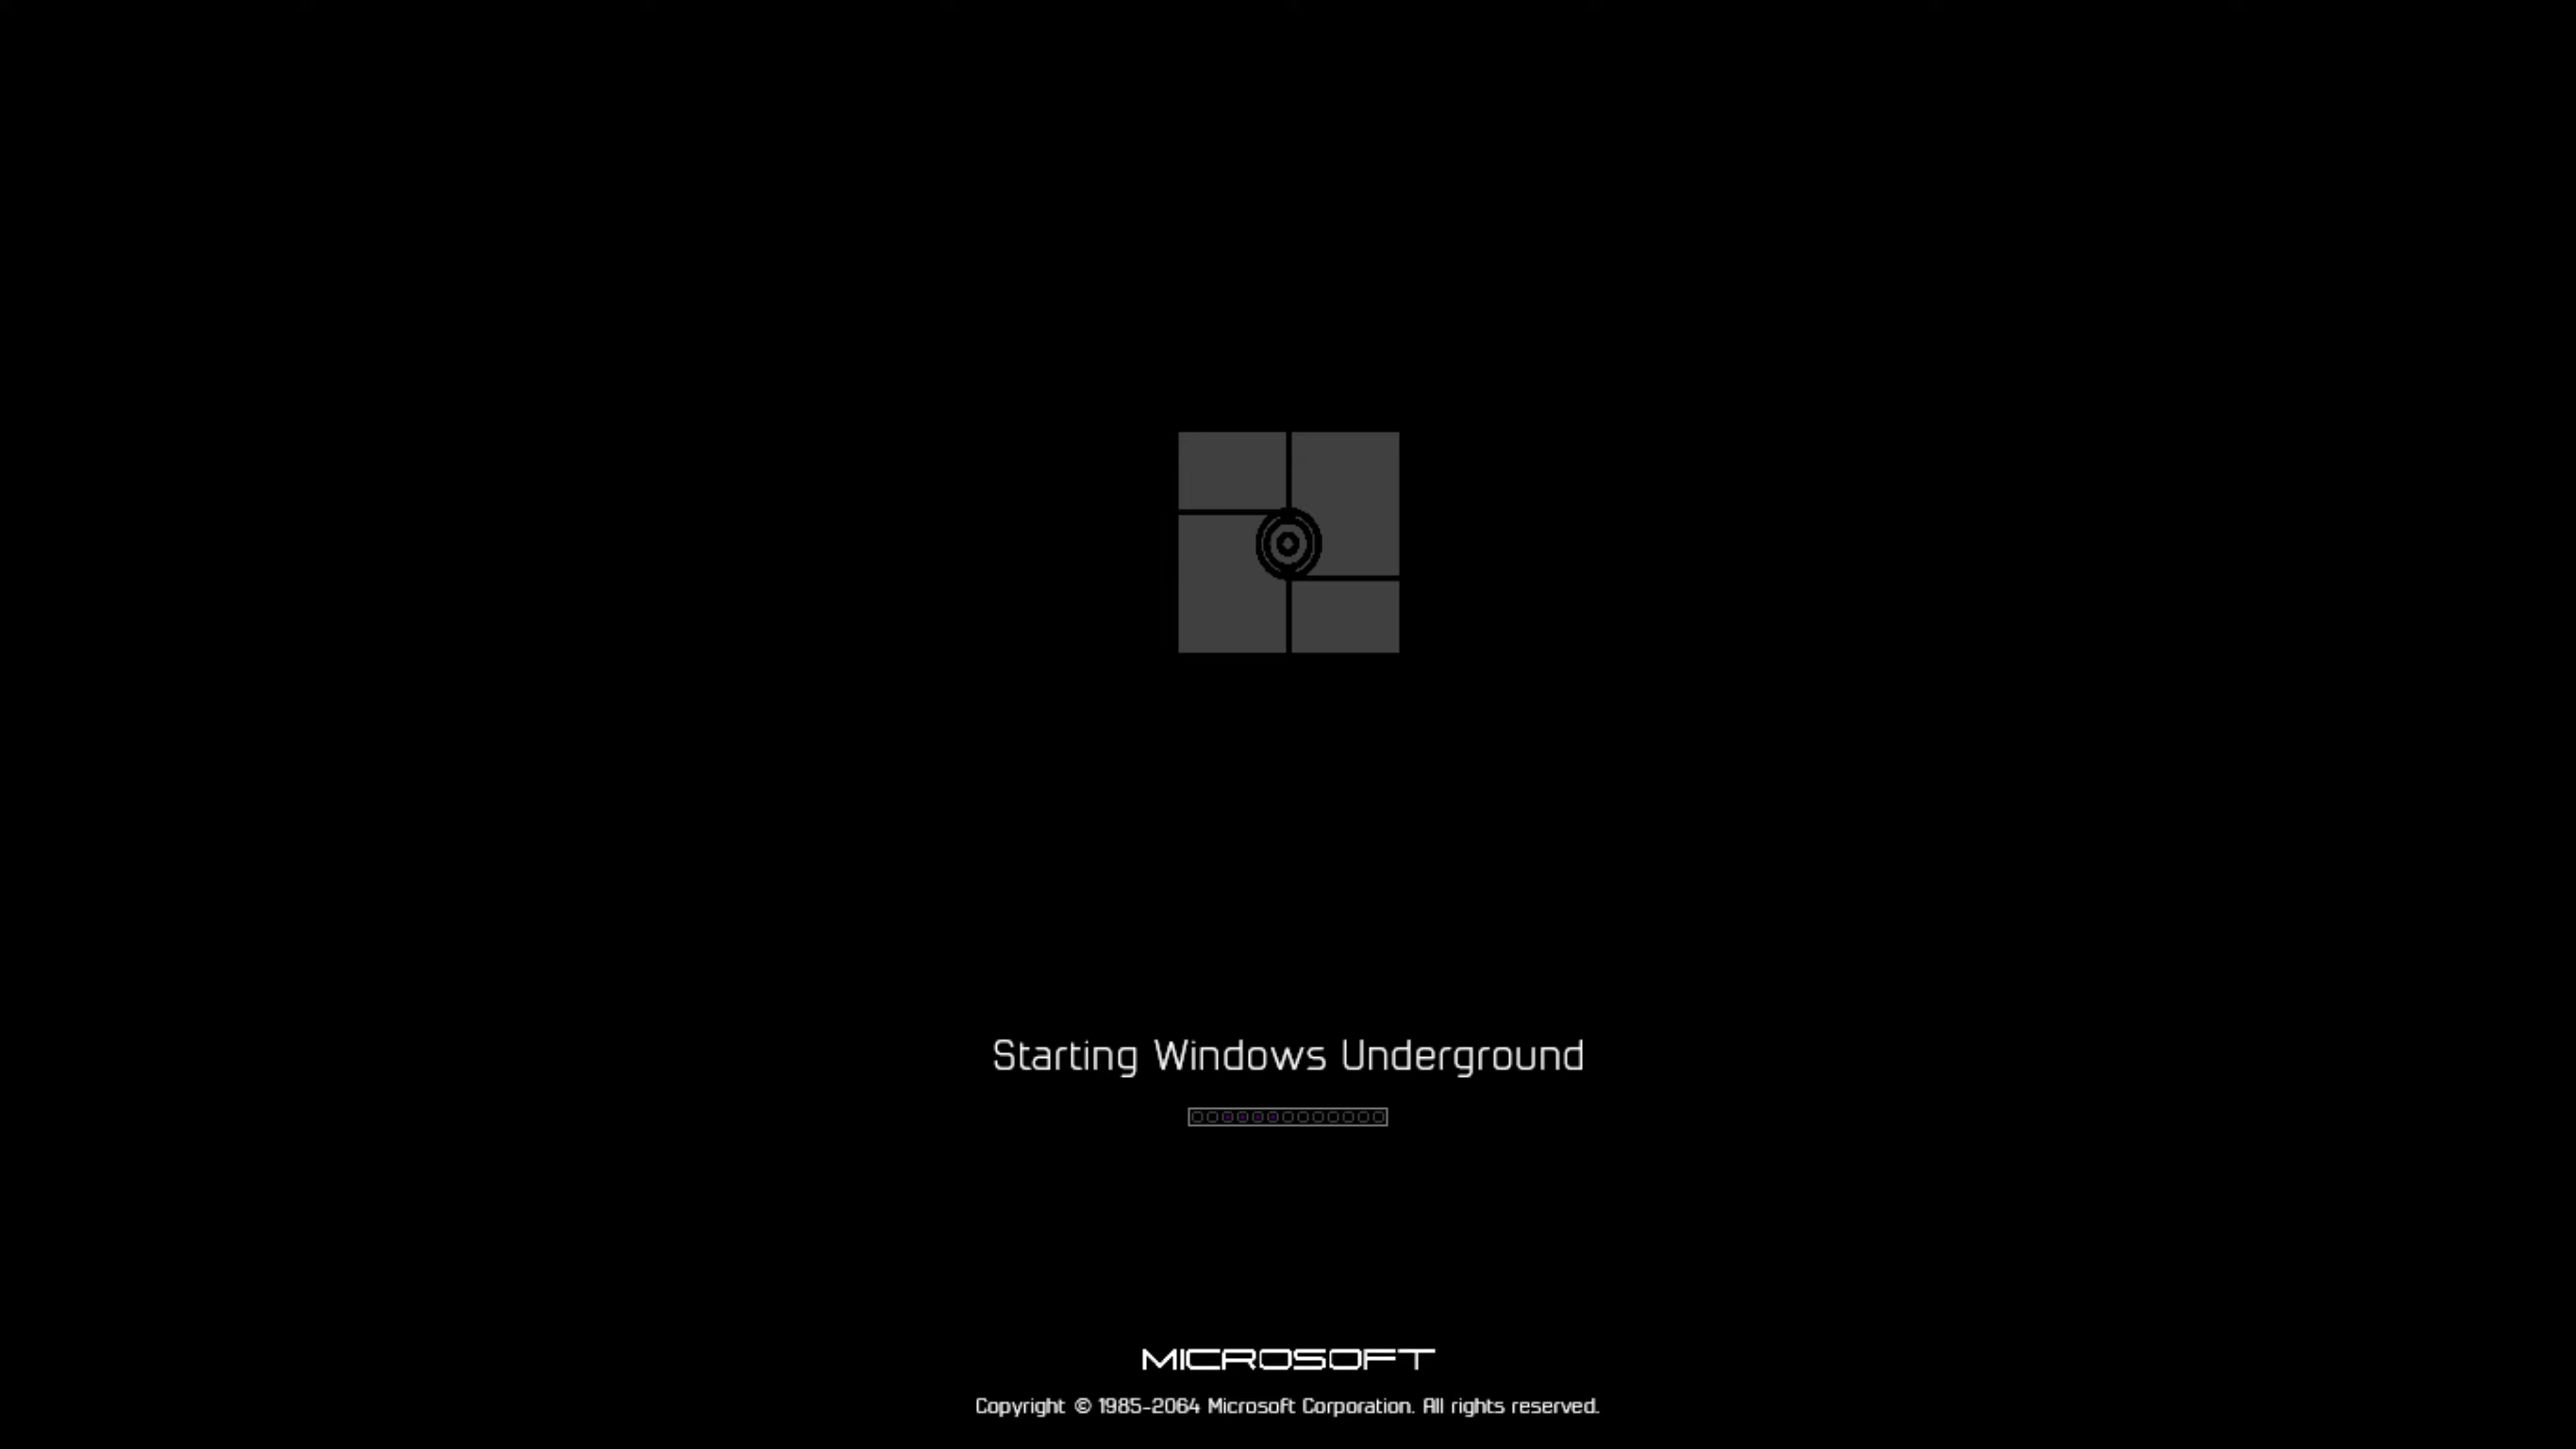 Starting Windows Underground
MICROSOFT
Copyright © 1985-2064 Microsoft Corporation. All rights reserved.